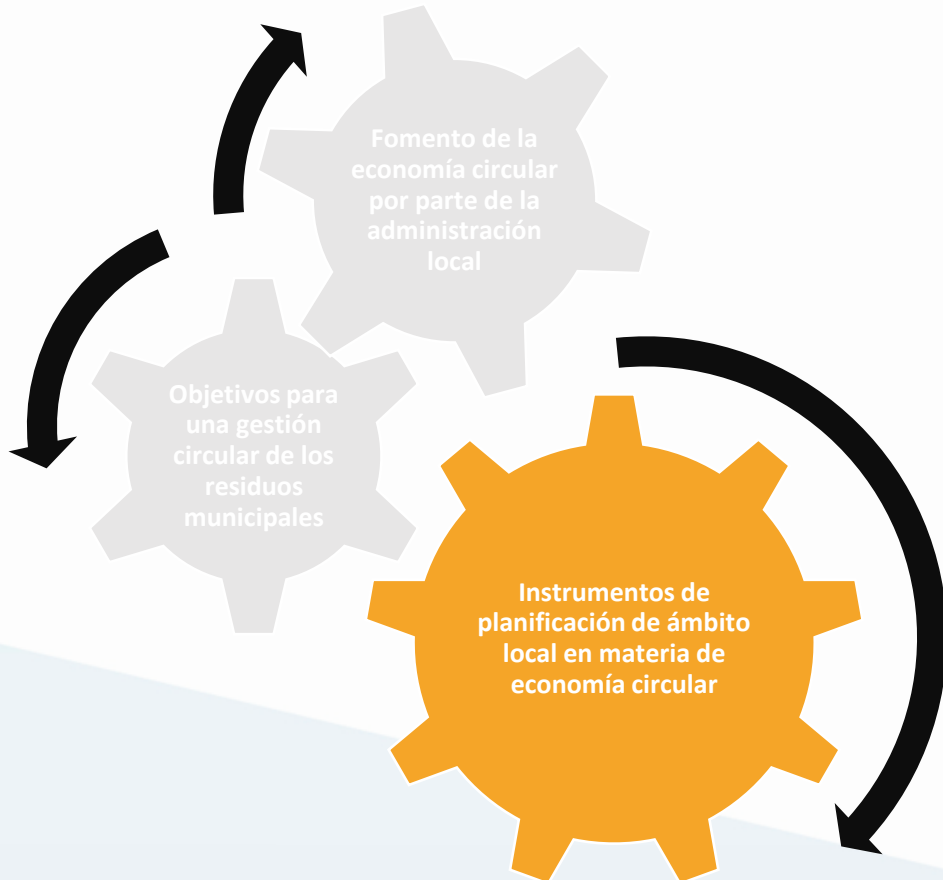 Fomento de la
economía circular
por parte de la
administración
local
Objetivos para
una gestión
circular de los
residuos
municipales
Instrumentos de
planificación de ámbito
local en materia de
economía circular